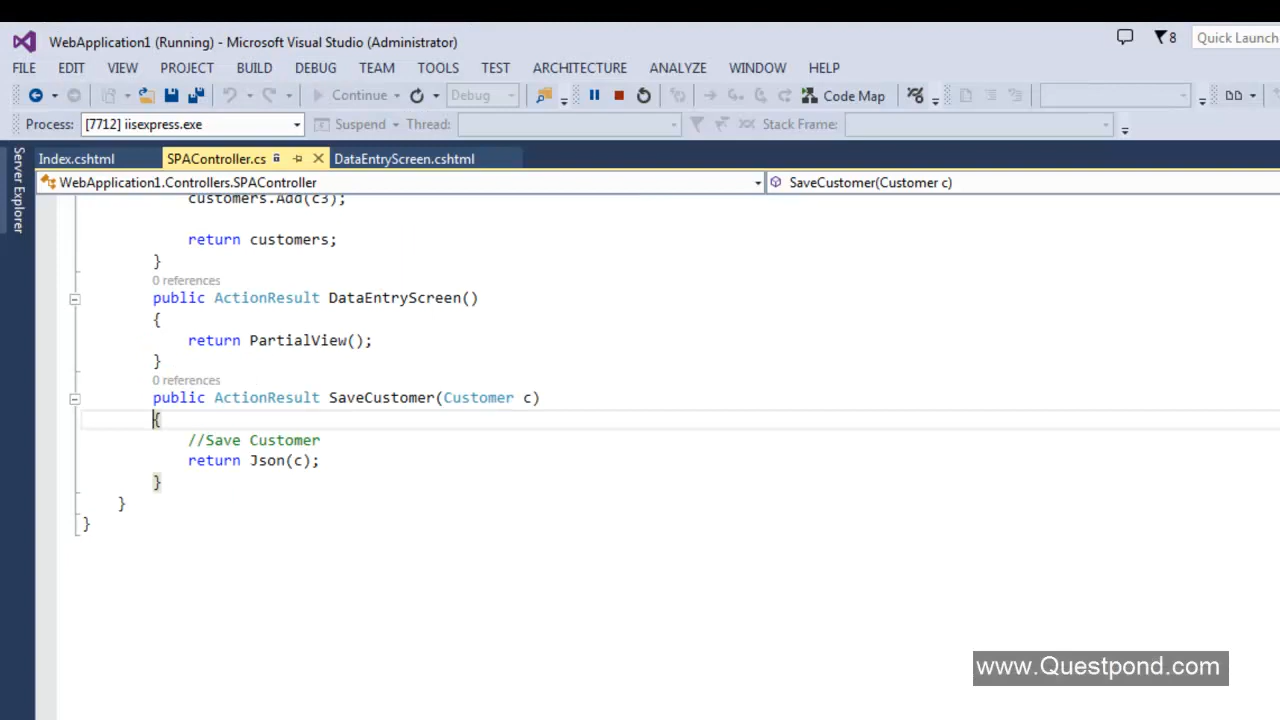 WebApplication1 (Running) - Microsoft Visual Studio (Administrator)
8
Quick Launch
FILE EDIT VIEW PROJECT BUILD DEBUG TEAM TOOLS TEST ARCHITECTURE ANALYZE WINDOW HELP
Continue Debug Code Map
Process: [7712] iisexpress.exe Suspend Thread: Stack Frame:
Server Explorer
Index.cshtml SPAController.cs DataEntryScreen.cshtml
WebApplication1.Controllers.SPAController SaveCustomer(Customer c)
customers.Add(c3);
return customers;
}
0 references
public ActionResult DataEntryScreen()
{
return PartialView();
}
0 references
public ActionResult SaveCustomer(Customer c)
{
//Save Customer
return Json(c);
}
}
}
www.Questpond.com